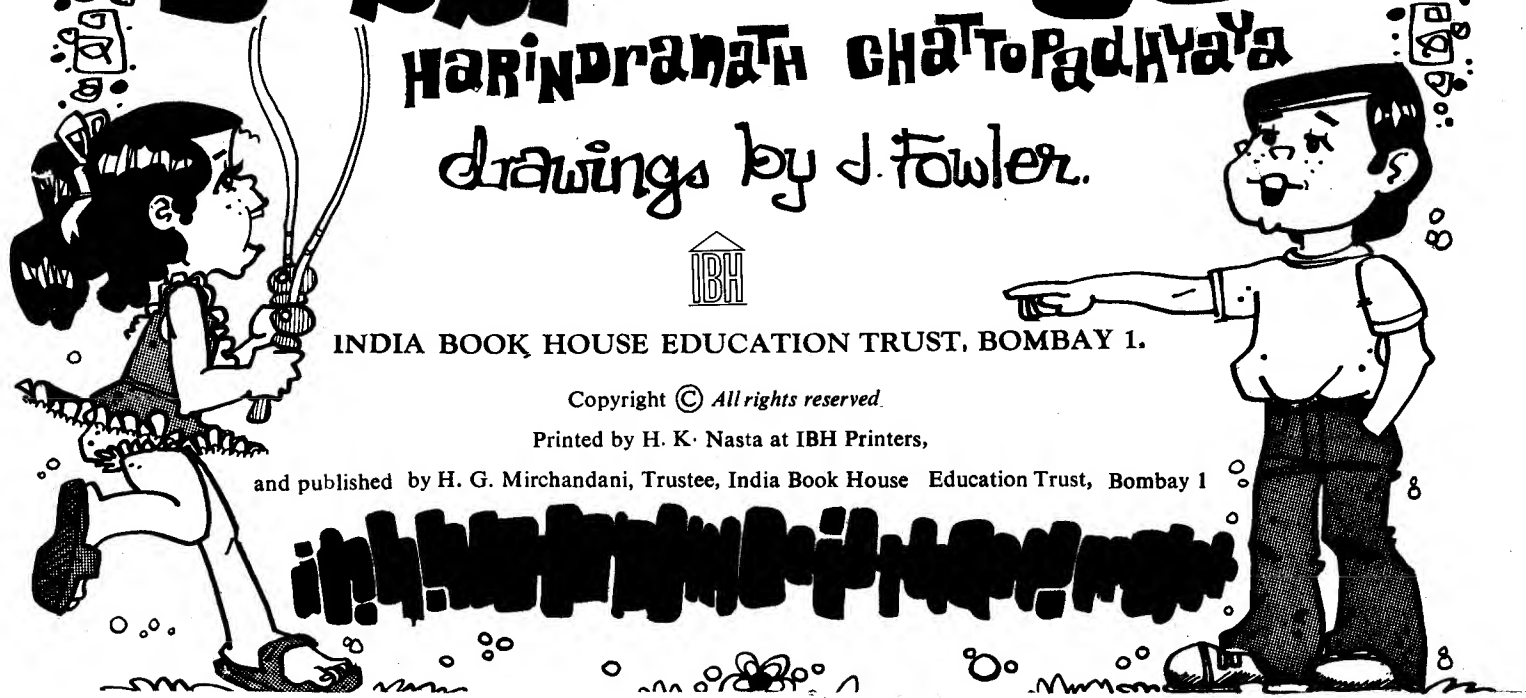 HARINDRANATH CHATTOPADHYAYA
drawings by J. Fowler.
IBH
INDIA BOOK HOUSE EDUCATION TRUST, BOMBAY 1.
Copyright © All rights reserved.
Printed by H. K. Nasta at IBH Printers,
and published by H. G. Mirchandani, Trustee, India Book House Education Trust, Bombay 1